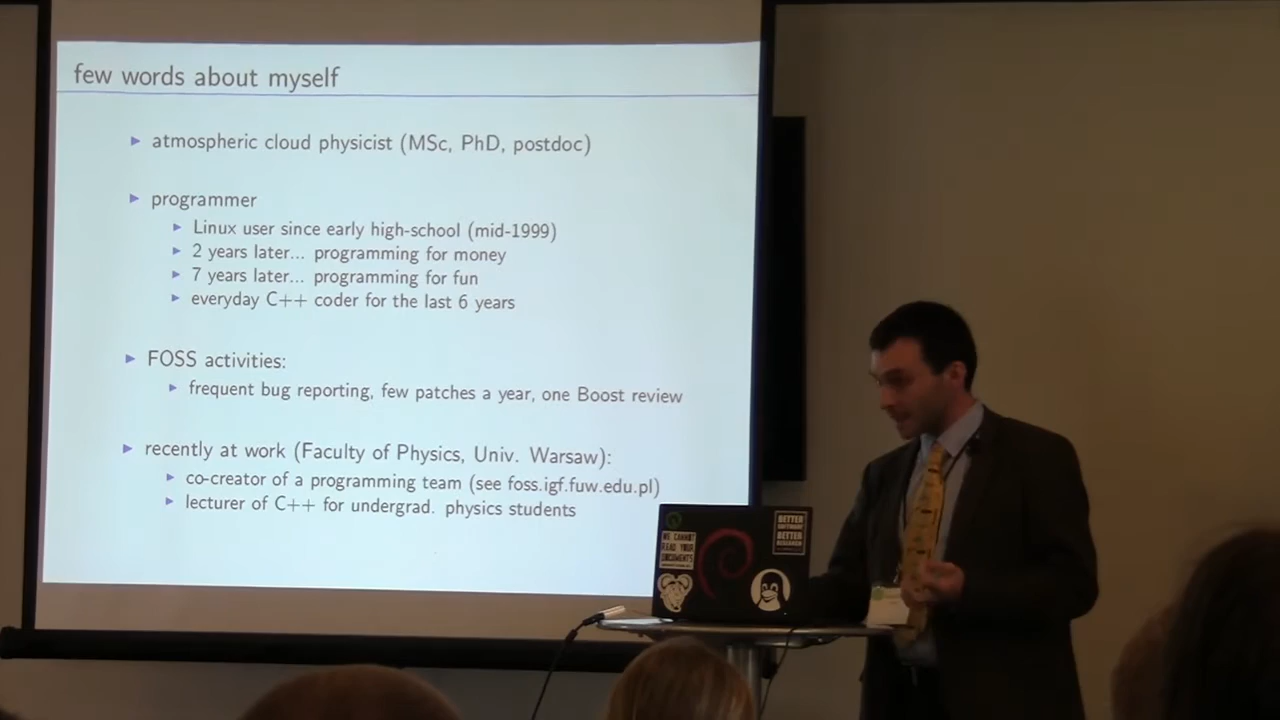 few words about myself
atmospheric cloud physicist (MSc, PhD, postdoc)
programmer
Linux user since early high-school (mid-1999)
2 years later... programming for money
7 years later... programming for fun
everyday C++ coder for the last 6 years
FOSS activities:
frequent bug reporting, few patches a year, one Boost review
recently at work (Faculty of Physics, Univ. Warsaw):
co-creator of a programming team (see foss.igf.fuw.edu.pl)
lecturer of C++ for undergrad. physics students
WE CANNOT
READ YOUR
DOCUMENTS
BETTER
SOFTWARE
BETTER
RESEARCH